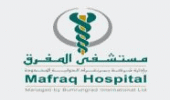 مستشفى المفرق
Mafraq Hospital
Managed by Bumrungrad International Ltd